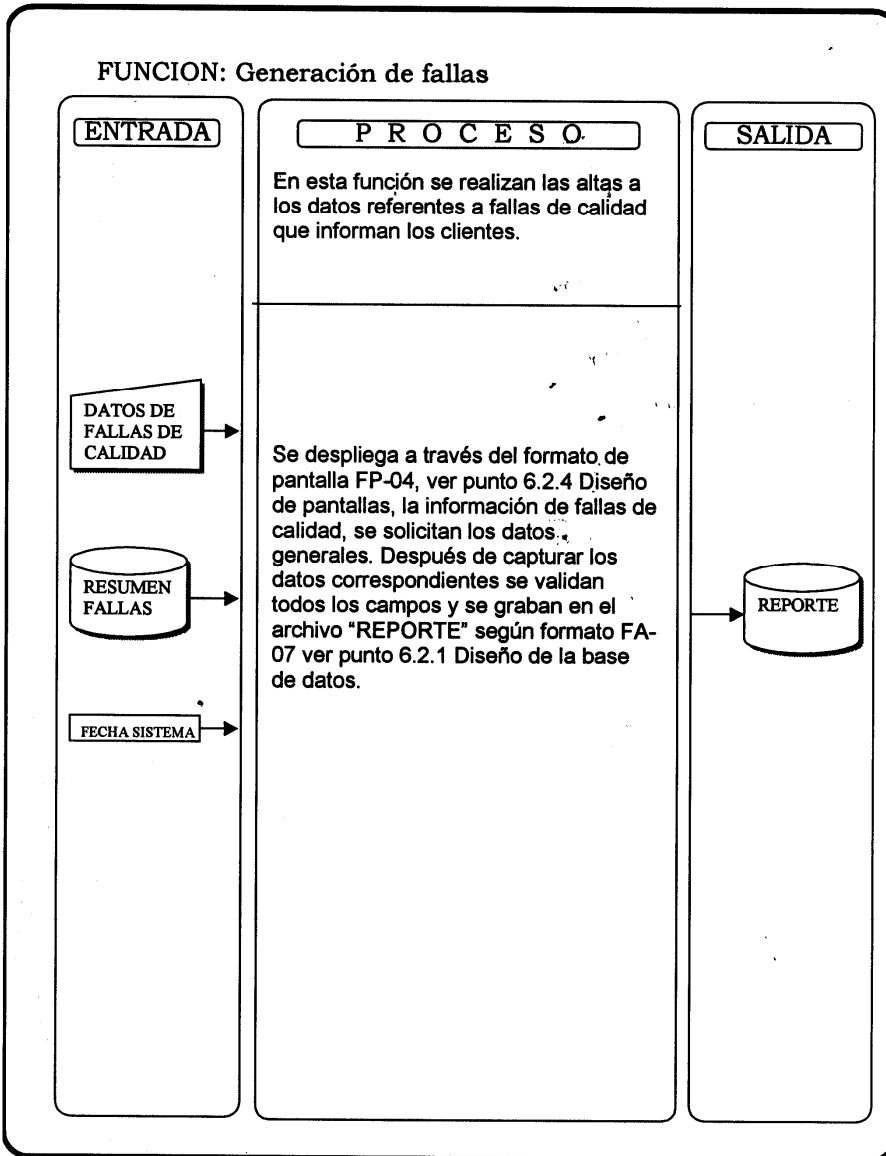 FUNCION: Generación de fallas
ENTRADA
DATOS DE
FALLAS DE
CALIDAD
RESUMEN
FALLAS
FECHA SISTEMA
P R O C E S O
En esta función se realizan las altas a
los datos referentes a fallas de calidad
que informan los clientes.
Se despliega a través del formato de
pantalla FP-04, ver punto 6.2.4 Diseño
de pantallas, la información de fallas de
calidad, se solicitan los datos
generales. Después de capturar los
datos correspondientes se validan
todos los campos y se graban en el
archivo "REPORTE" según formato FA-
07 ver punto 6.2.1 Diseño de la base
de datos.
SALIDA
REPORTE